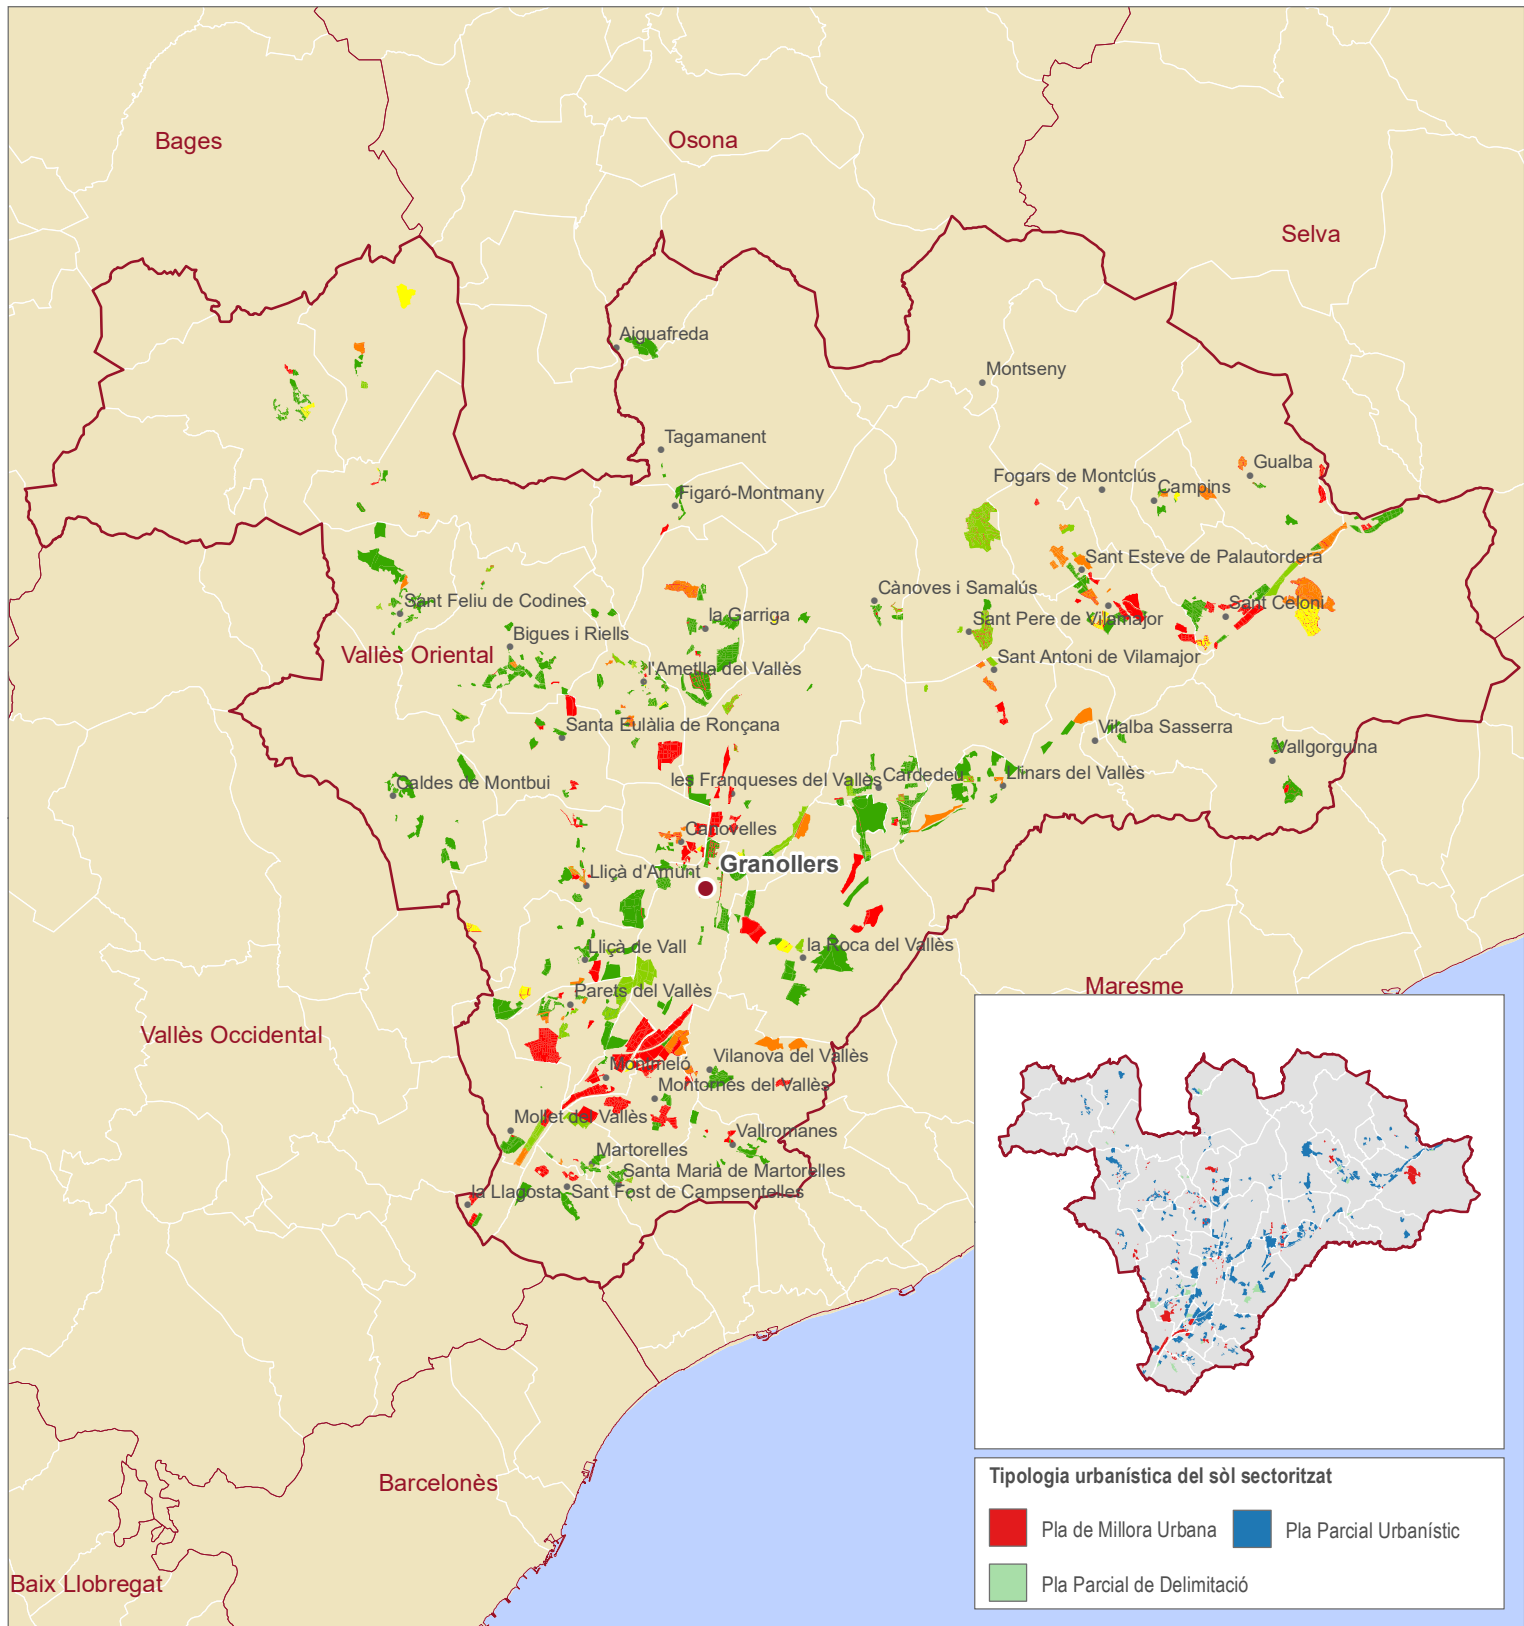 Bages
Osona
Selva
Aiguafreda
Montseny
Tagamanent
Gualba
Fogars de Montclús
Campins
Figaró-Montmany
Sant Esteve de Palautordera
Cànoves i Samalús
Sant Feliu de Codines
Sant Celoni
la Garriga
Sant Pere de Vilamajor
Bigues i Riells
Vallès Oriental
Sant Antoni de Vilamajor
l'Ametlla del Vallès
Santa Eulàlia de Ronçana
Vilalba Sasserra
Vallgorguina
les Franqueses del Vallès
Cardedeu
Llinars del Vallès
Caldes de Montbui
Canovelles
Granollers
Lliçà d'Amunt
Lliçà de Vall
la Roca del Vallès
Maresme
Parets del Vallès
Vallès Occidental
Vilanova del Vallès
Montmeló
Montornès del Vallès
Mollet del Vallès
Vallromanes
Martorelles
Santa Maria de Martorelles
la Llagosta
Sant Fost de Campsentelles
Barcelonès
Baix Llobregat
Tipologia urbanística del sòl sectoritzat
Pla de Millora Urbana
Pla Parcial Urbanístic
Pla Parcial de Delimitació